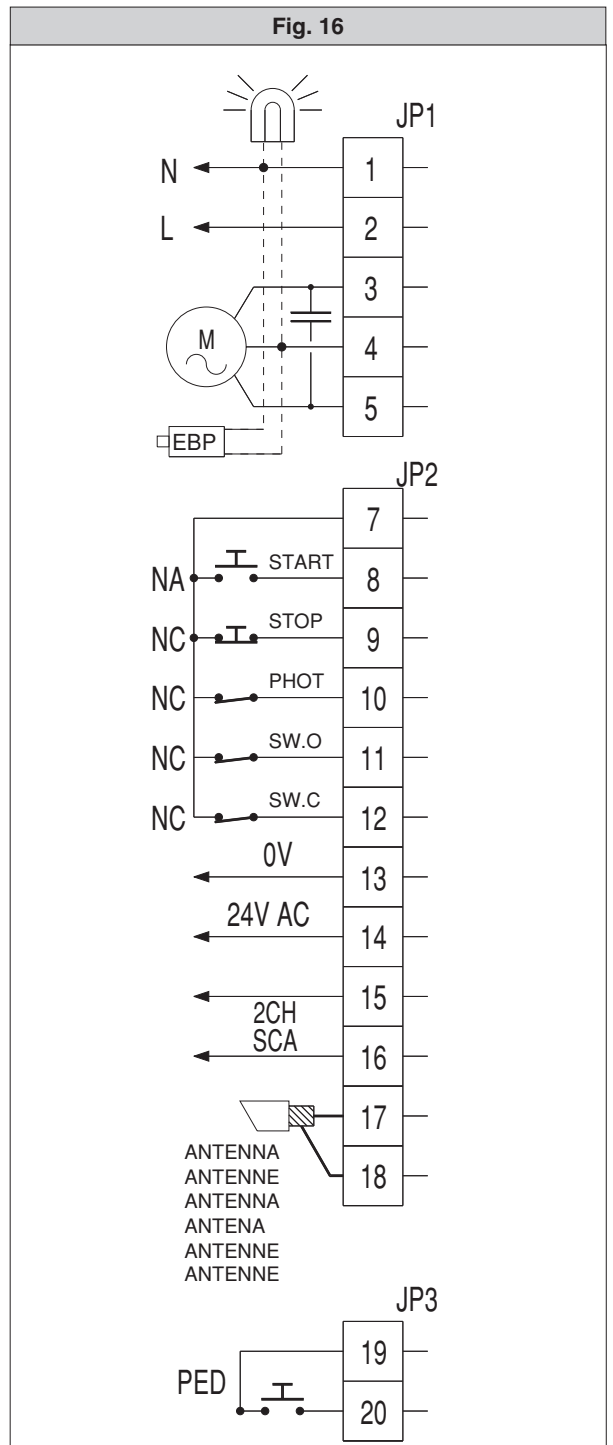 Fig. 16
JP1
N 1
L 2
3
M 4
5
EBP
JP2
7
NA START 8
NC STOP 9
NC PHOT 10
NC SW.O 11
NC SW.C 12
0V 13
24V AC 14
15
2CH
SCA 16
17
18
ANTENNA
ANTENNE
ANTENNA
ANTENA
ANTENNE
ANTENNE
JP3
19
PED 20